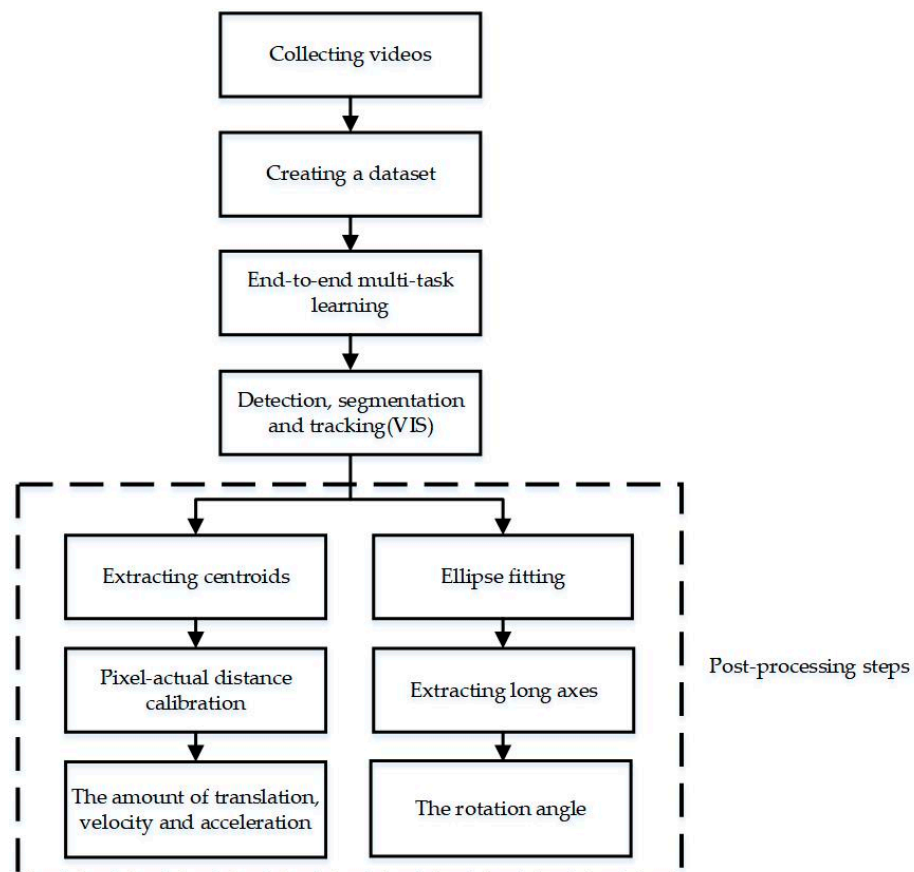 Collecting videos
Creating a dataset
End-to-end multi-task
learning
Detection, segmentation
and tracking(VIS)
Extracting centroids
Ellipse fitting
Pixel-actual distance
calibration
Extracting long axes
Post-processing steps
The amount of translation,
velocity and acceleration
The rotation angle